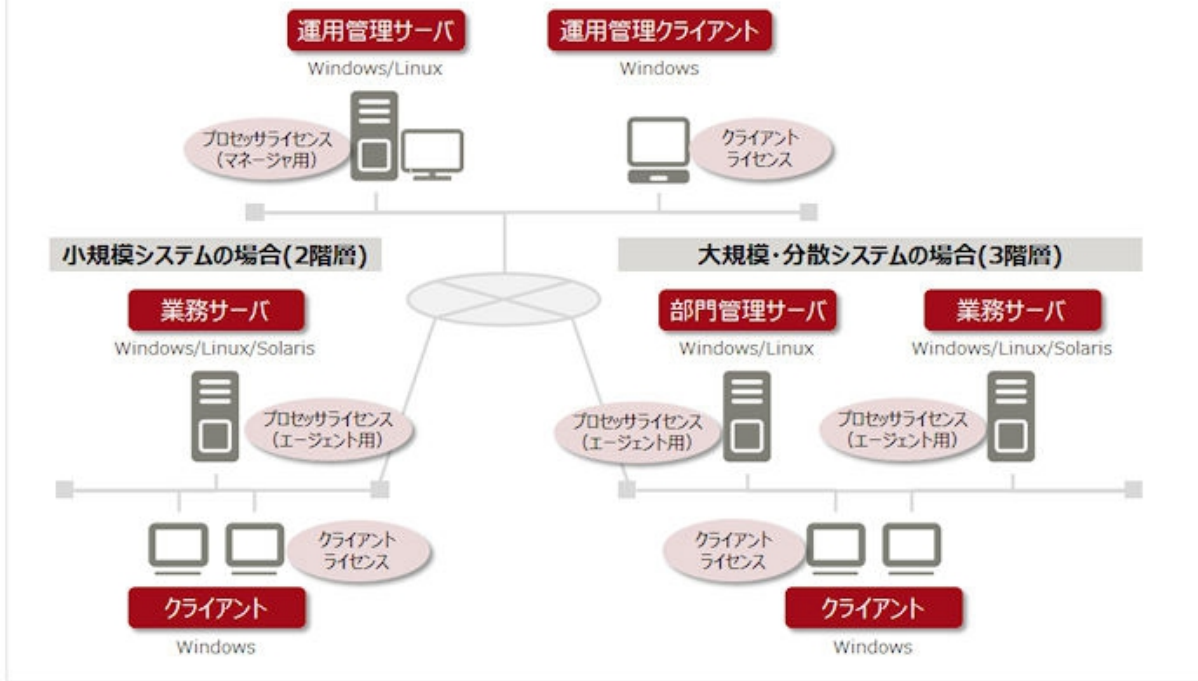 運用管理サーバ
運用管理クライアント
Windows/Linux
Windows
プロセッサライセンス
(マネージャ用)
クライアント
ライセンス
小規模システムの場合(2階層)
大規模・分散システムの場合(3階層)
業務サーバ
部門管理サーバ
業務サーバ
Windows/Linux/Solaris
Windows/Linux
Windows/Linux/Solaris
プロセッサライセンス
(エージェント用)
プロセッサライセンス
(エージェント用)
プロセッサライセンス
(エージェント用)
クライアント
ライセンス
クライアント
ライセンス
クライアント
クライアント
Windows
Windows